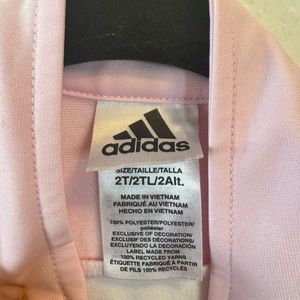 adidas
SIZE/TAILLE/TALLA
2T/2TL/2Alt.
MADE IN VIETNAM
FABRIQUÉ AU VIETNAM
HECHO EN VIETNAM
100% POLYESTER/POLYESTER/
poliéster
EXCLUSIVE OF DECORATION/
EXCLUSIF DES DÉCORATIONS/
EXCLUYENDO LA DECORACIÓN
LABEL MADE FROM
100% RECYCLED YARNS
ÉTIQUETTE FABRIQUÉE À PARTIR
DE FILS 100% RECYCLÉS